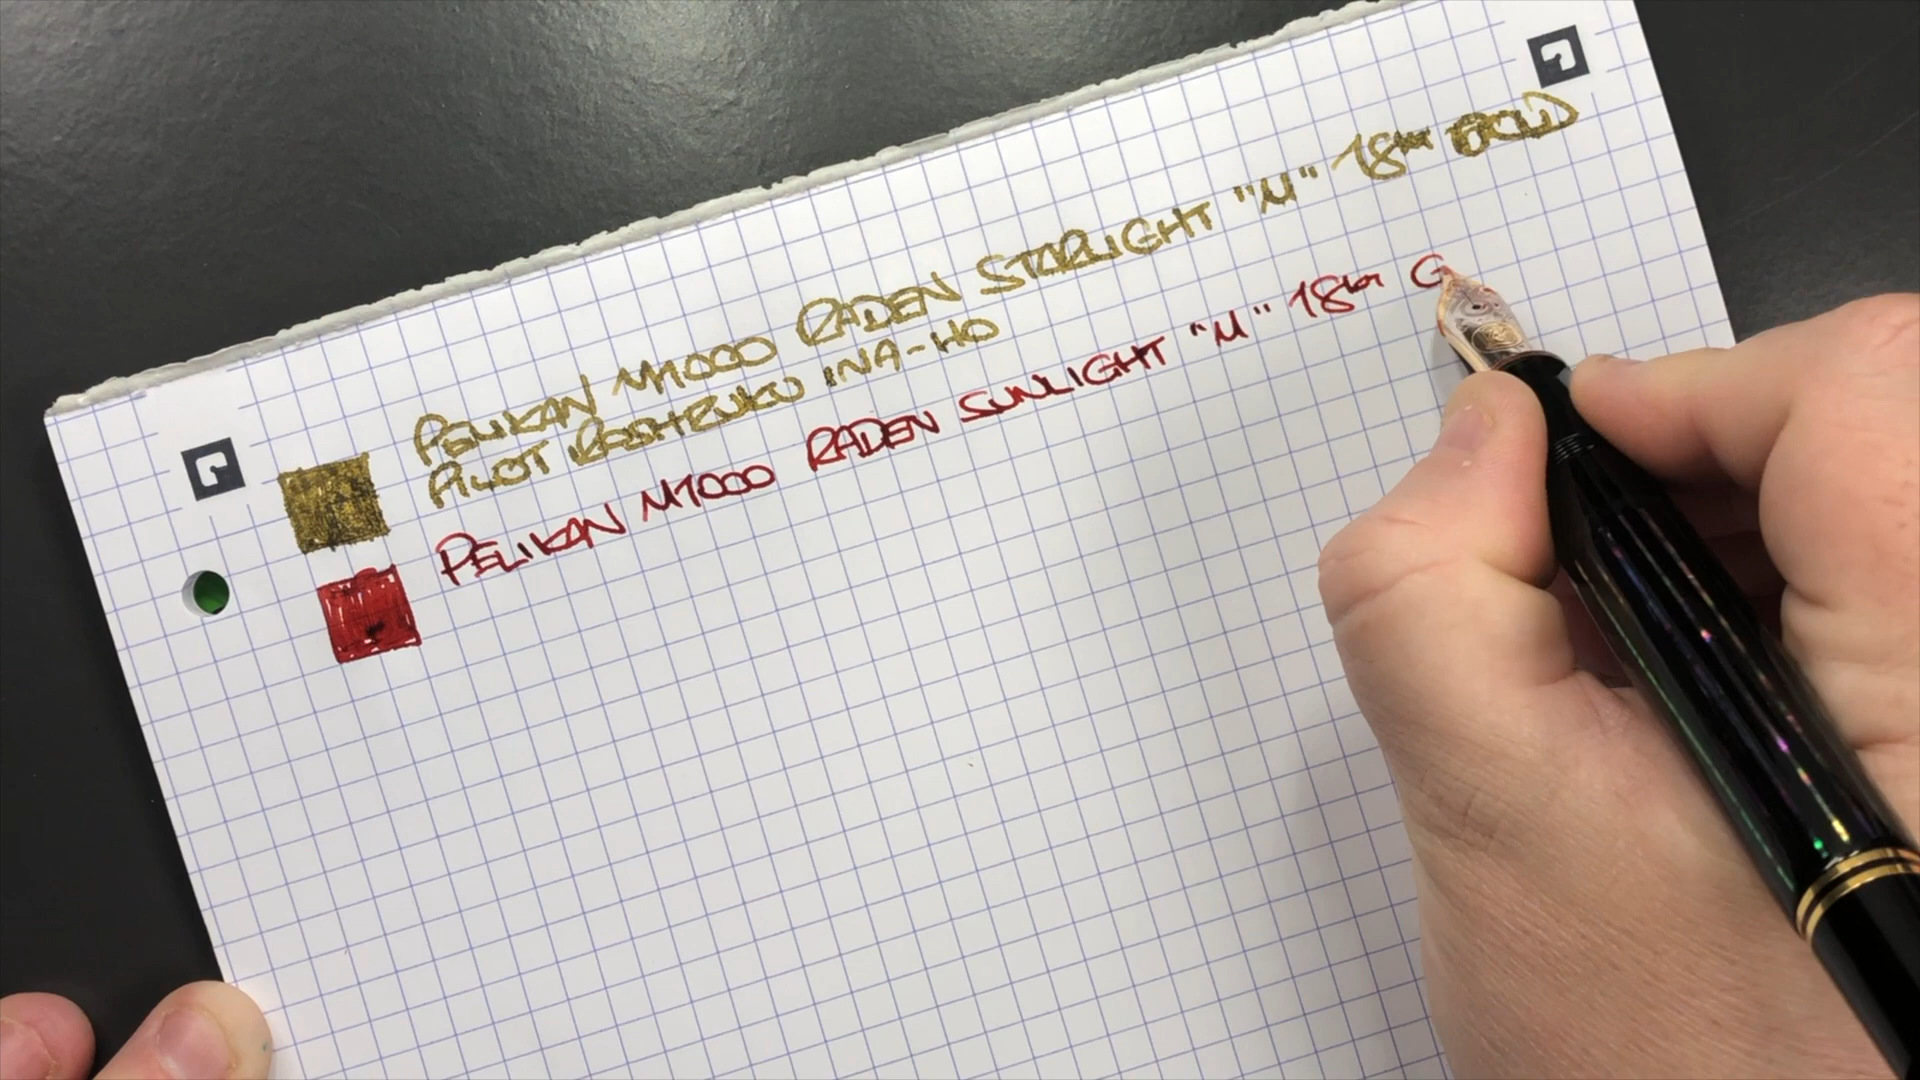 PELIKAN M1000 RADEN STARLIGHT "M" 18kt GOLD
PILOT IROSHIZUKU INA-HO
PELIKAN M1000 RADEN SUNLIGHT "M" 18kt G